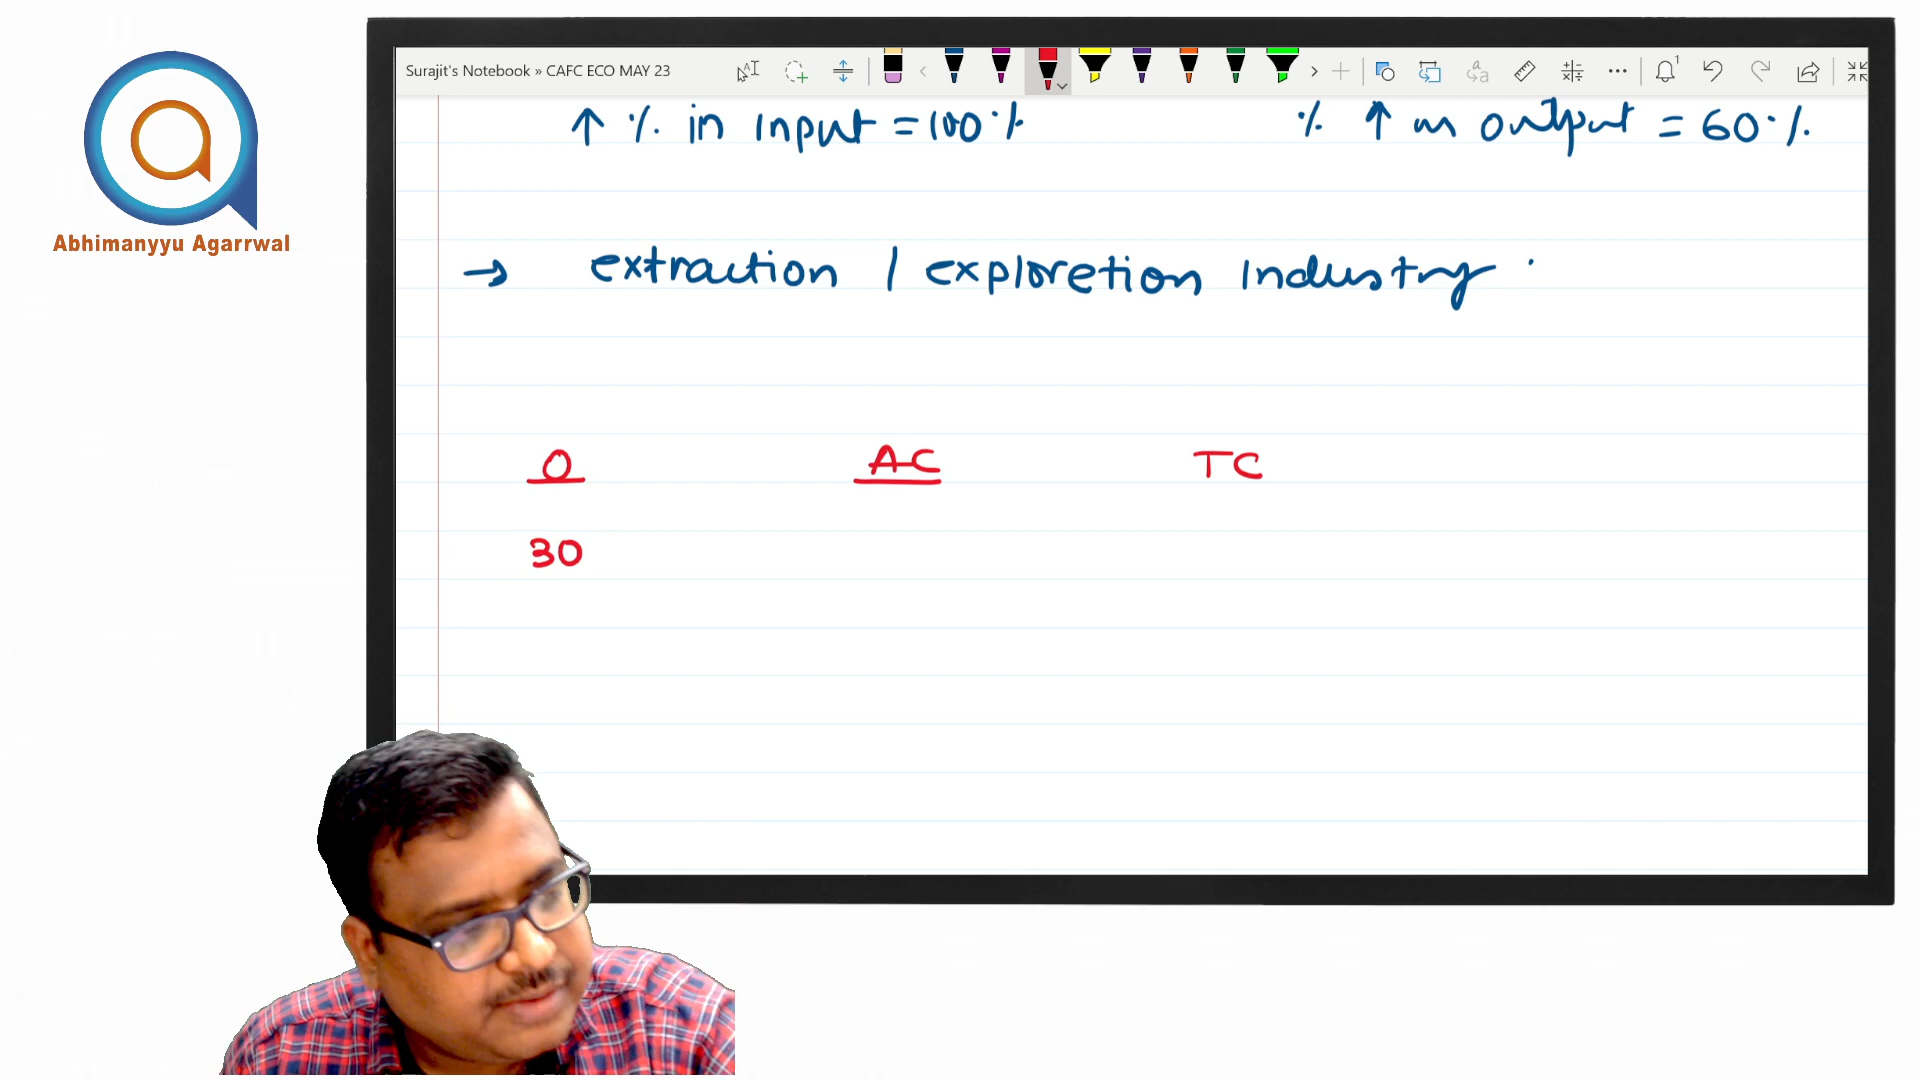 Surajit's Notebook » CAFC ECO MAY 23
↑ % in input = 100% % ↑ in output = 60%
Abhimanyyu Agarrwal
→ extraction / exploretion industry.
O AC TC
30